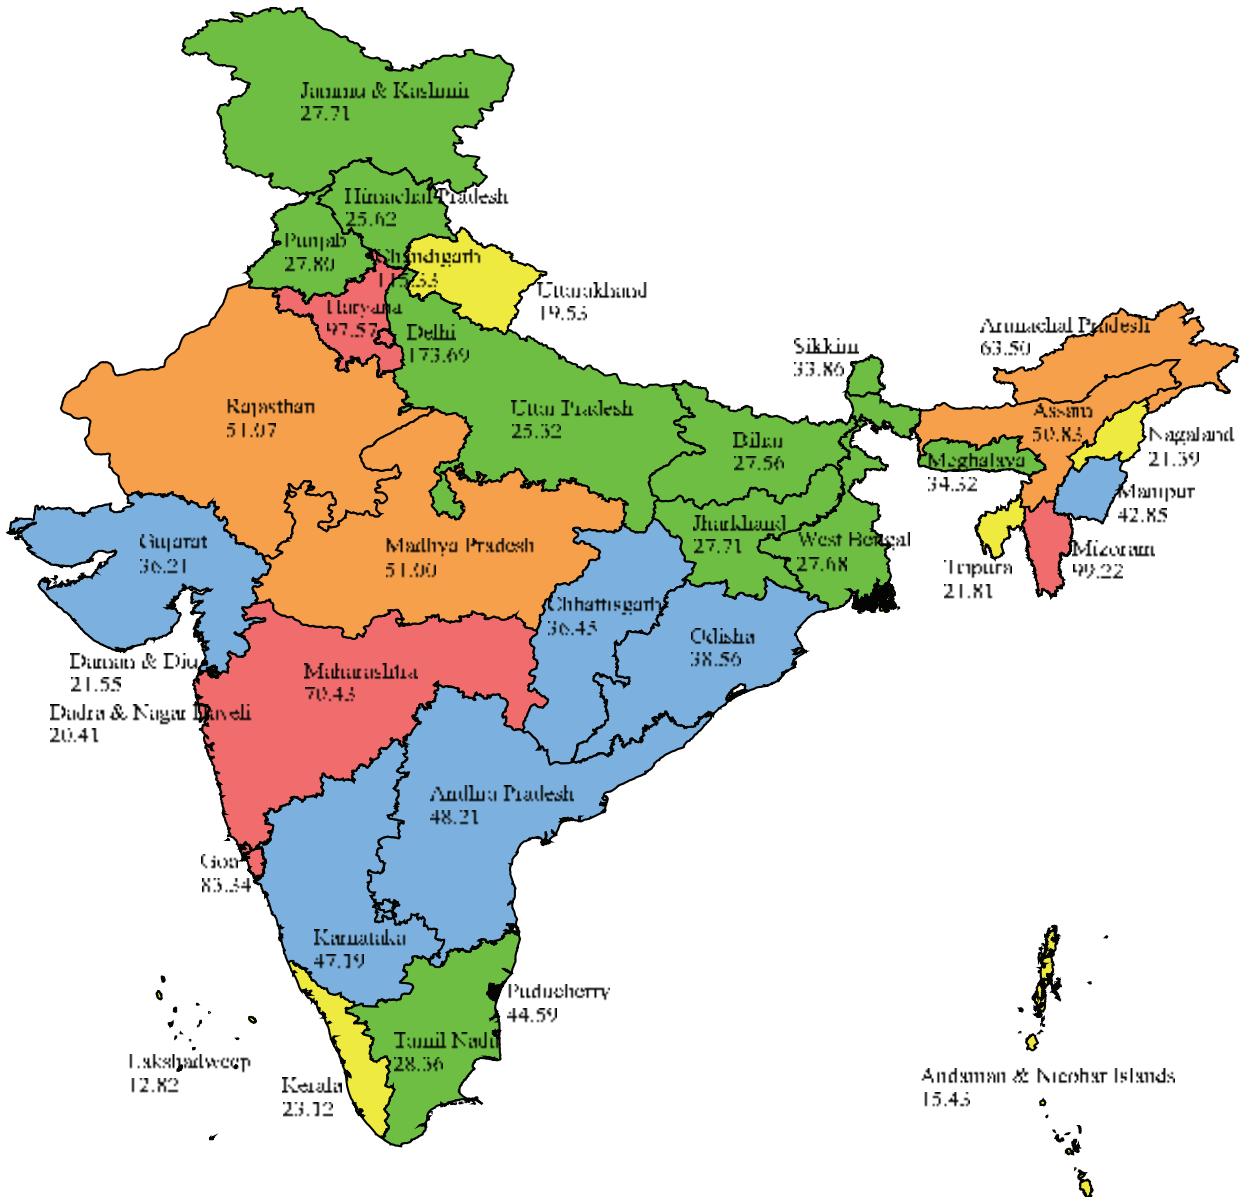 Jammu & Kashmir
27.71
Himachal Pradesh
25.62
Punjab
27.80
Chandigarh
Uttarakhand
19.53
Haryana
97.57
Delhi
173.69
Arunachal Pradesh
63.50
Sikkim
33.86
Rajasthan
51.07
Uttar Pradesh
25.32
Bihar
27.56
Assam
50.83
Nagaland
21.39
Meghalaya
34.32
Manipur
42.85
Gujarat
36.21
Madhya Pradesh
51.00
Jharkhand
27.71
West Bengal
27.68
Tripura
21.81
Mizoram
99.22
Chhattisgarh
36.45
Odisha
38.56
Daman & Diu
21.55
Dadra & Nagar Haveli
20.41
Maharashtra
70.43
Andhra Pradesh
48.21
Goa
83.34
Karnataka
47.19
Puducherry
44.59
Tamil Nadu
28.36
Lakshadweep
12.82
Kerala
23.12
Andaman & Nicobar Islands
15.43